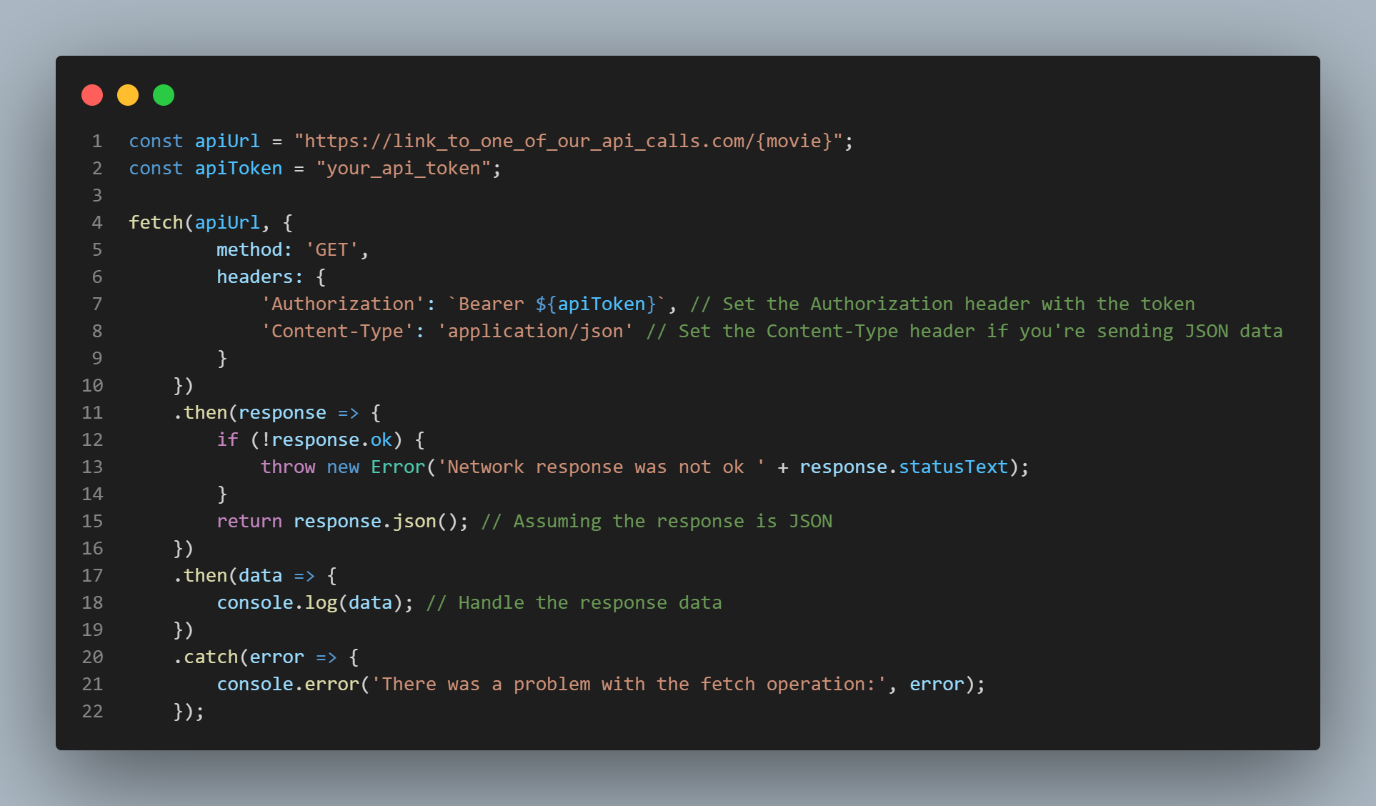 1 const apiUrl = "https://link_to_one_of_our_api_calls.com/{movie}";
2 const apiToken = "your_api_token";
3
4 fetch(apiUrl, {
5         method: 'GET',
6         headers: {
7             'Authorization': `Bearer ${apiToken}`, // Set the Authorization header with the token
8             'Content-Type': 'application/json' // Set the Content-Type header if you're sending JSON data
9         }
10     })
11     .then(response => {
12         if (!response.ok) {
13             throw new Error('Network response was not ok ' + response.statusText);
14         }
15         return response.json(); // Assuming the response is JSON
16     })
17     .then(data => {
18         console.log(data); // Handle the response data
19     })
20     .catch(error => {
21         console.error('There was a problem with the fetch operation:', error);
22     });